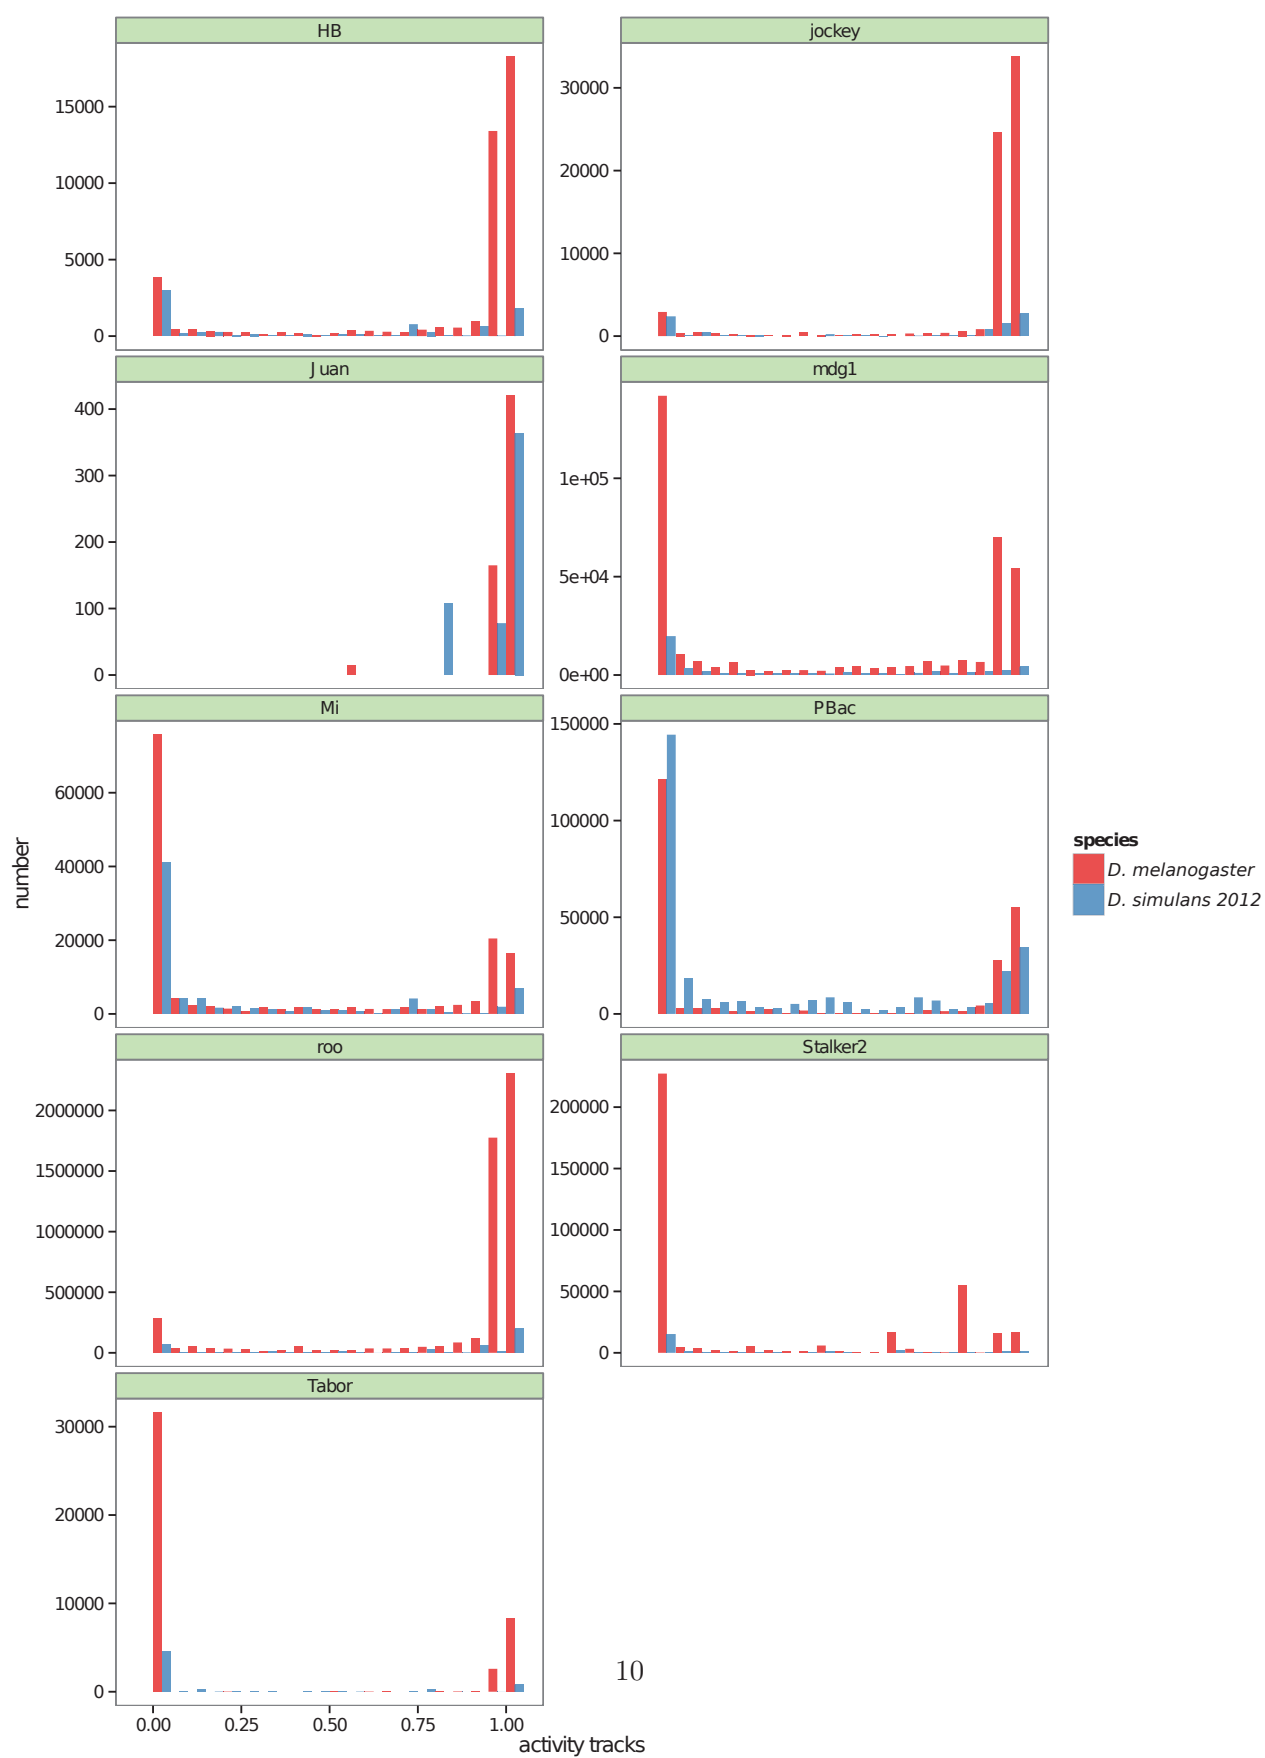 HB
jockey
15000
10000
5000
0
30000
20000
10000
0
Juan
mdg1
400
300
200
100
0
1e+05
5e+04
0e+00
Mi
PBac
60000
40000
20000
0
150000
100000
50000
0
number
species
D. melanogaster
D. simulans 2012
roo
Stalker2
2000000
1500000
1000000
500000
0
200000
150000
100000
50000
0
Tabor
30000
20000
10000
0
10
0.00 0.25 0.50 0.75 1.00
activity tracks